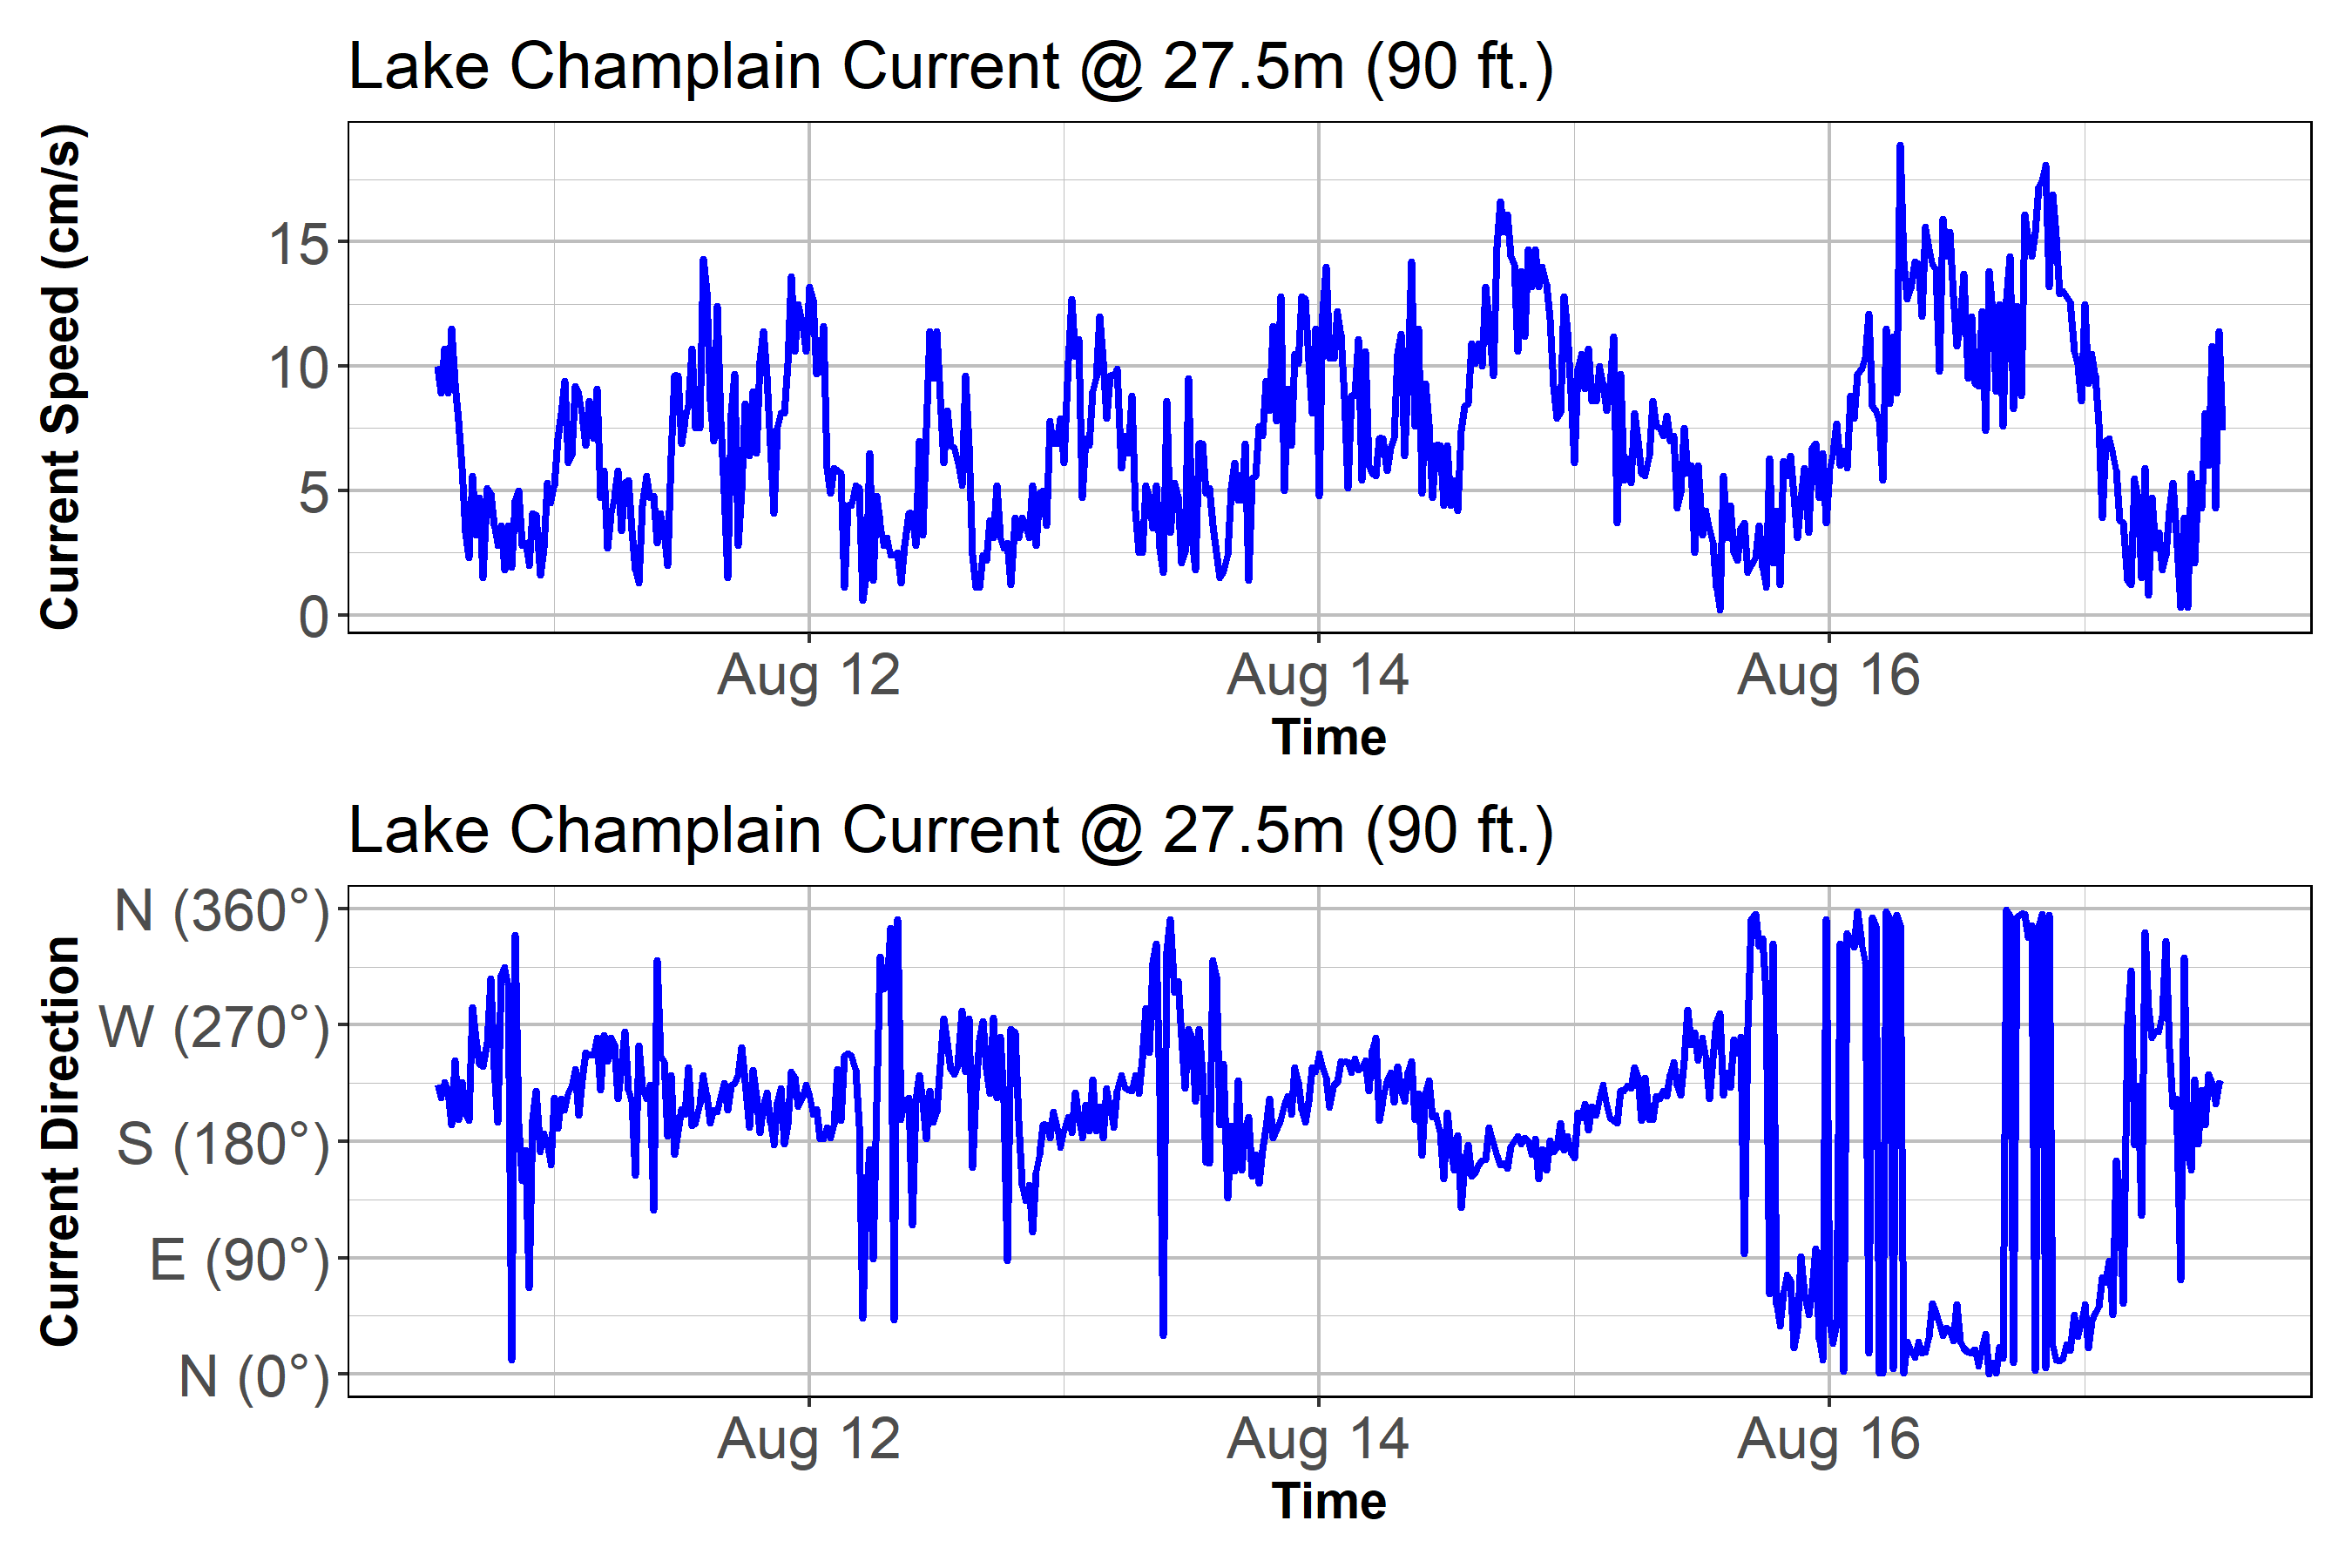 Lake Champlain Current @ 27.5m (90 ft.)
Current Speed (cm/s)
15
10
5
0
Aug 12 Aug 14 Aug 16
Time
Lake Champlain Current @ 27.5m (90 ft.)
Current Direction
N (360°)
W (270°)
S (180°)
E (90°)
N (0°)
Aug 12 Aug 14 Aug 16
Time